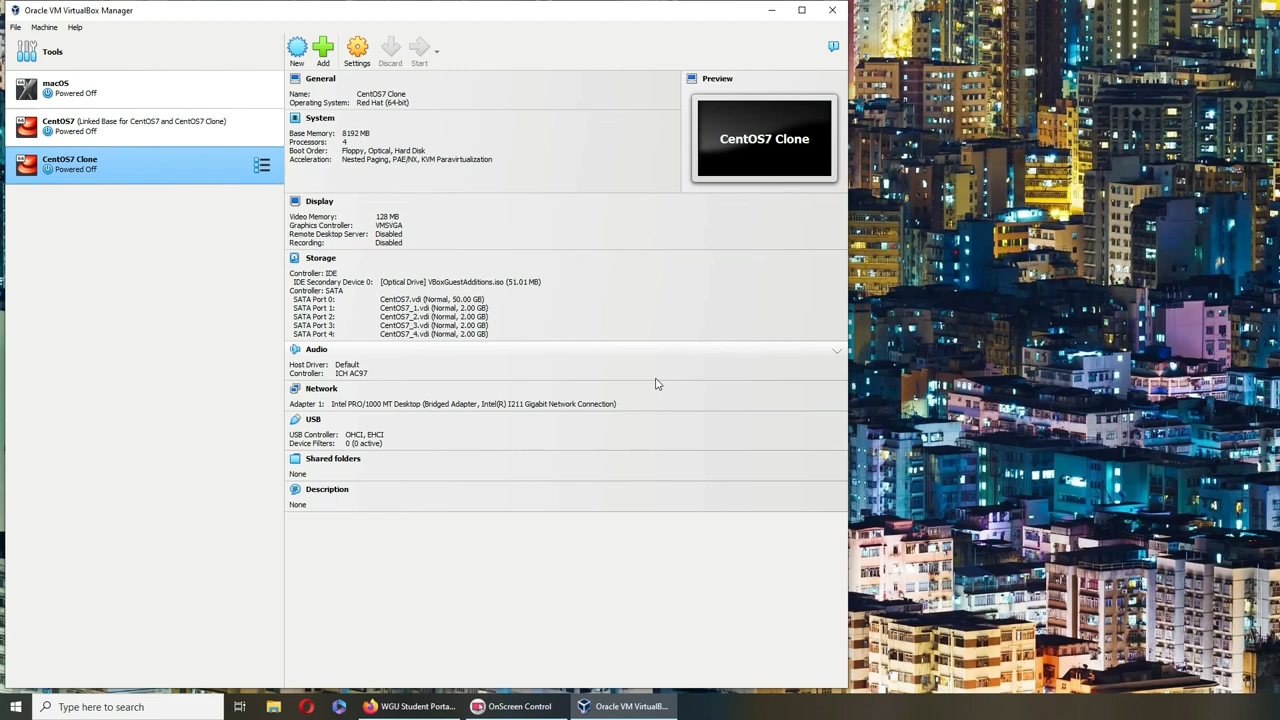 Oracle VM VirtualBox Manager
File Machine Help
Tools
New Add Settings Discard Start
macOS
Powered Off
CentOS7 (Linked Base for CentOS7 and CentOS7 Clone)
Powered Off
CentOS7 Clone
Powered Off
General
Name: CentOS7 Clone
Operating System: Red Hat (64-bit)
System
Base Memory: 8192 MB
Processors: 4
Boot Order: Floppy, Optical, Hard Disk
Acceleration: Nested Paging, PAE/NX, KVM Paravirtualization
Preview
CentOS7 Clone
Display
Video Memory: 128 MB
Graphics Controller: VMSVGA
Remote Desktop Server: Disabled
Recording: Disabled
Storage
Controller: IDE
IDE Secondary Device 0: [Optical Drive] VBoxGuestAdditions.iso (51.01 MB)
Controller: SATA
SATA Port 0: CentOS7.vdi (Normal, 50.00 GB)
SATA Port 1: CentOS7_1.vdi (Normal, 2.00 GB)
SATA Port 2: CentOS7_2.vdi (Normal, 2.00 GB)
SATA Port 3: CentOS7_3.vdi (Normal, 2.00 GB)
SATA Port 4: CentOS7_4.vdi (Normal, 2.00 GB)
Audio
Host Driver: Default
Controller: ICH AC97
Network
Adapter 1: Intel PRO/1000 MT Desktop (Bridged Adapter, Intel(R) I211 Gigabit Network Connection)
USB
USB Controller: OHCI, EHCI
Device Filters: 0 (0 active)
Shared folders
None
Description
None
Type here to search
WGU Student Porta...
OnScreen Control
Oracle VM VirtualB...